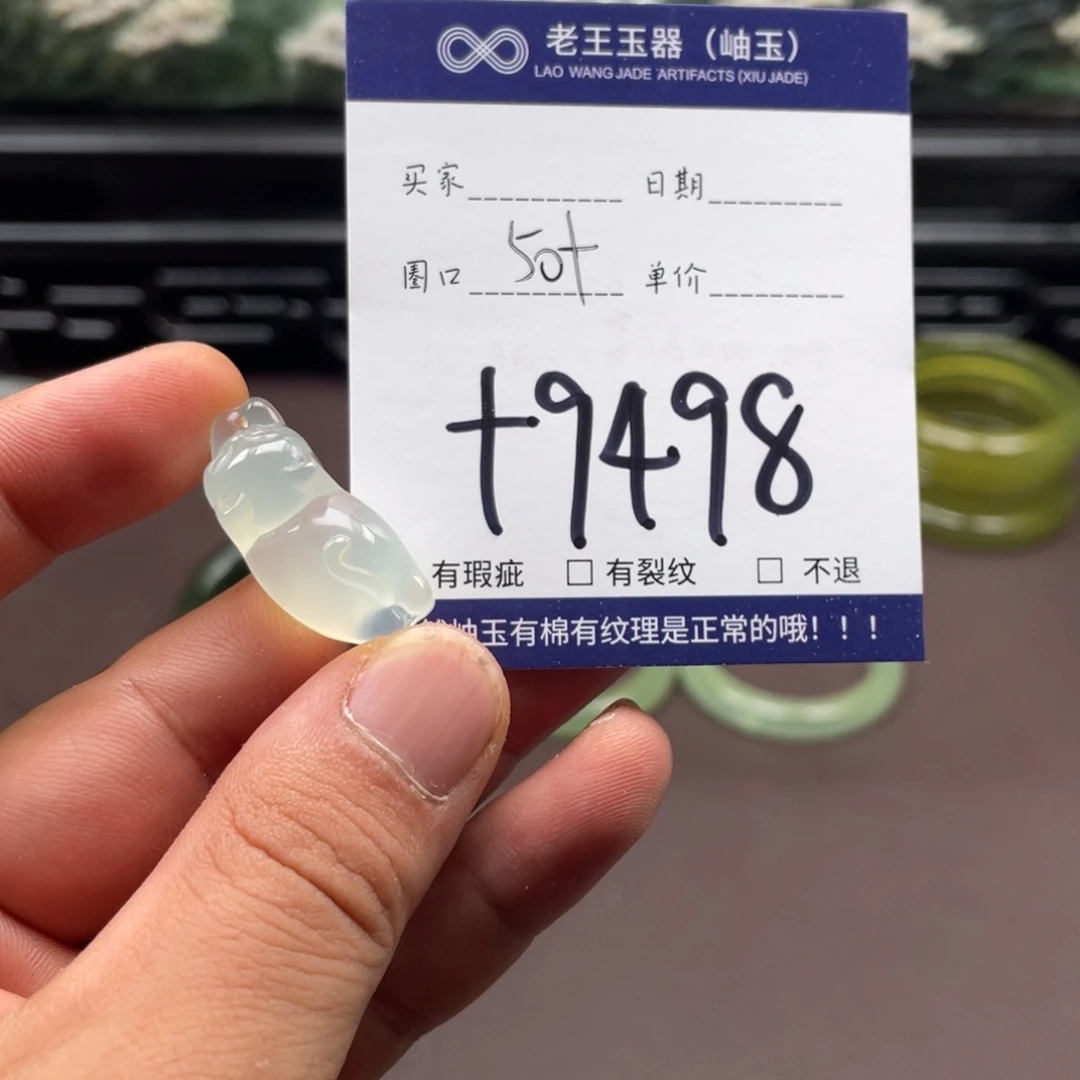 老王玉器（岫玉）
LAO WANG JADE ARTIFACTS (XIU JADE)
买家 日期
圈口 50+ 单价
+9498
有瑕疵 □有裂纹 □ 不退
岫玉有棉有纹理是正常的哦！！！